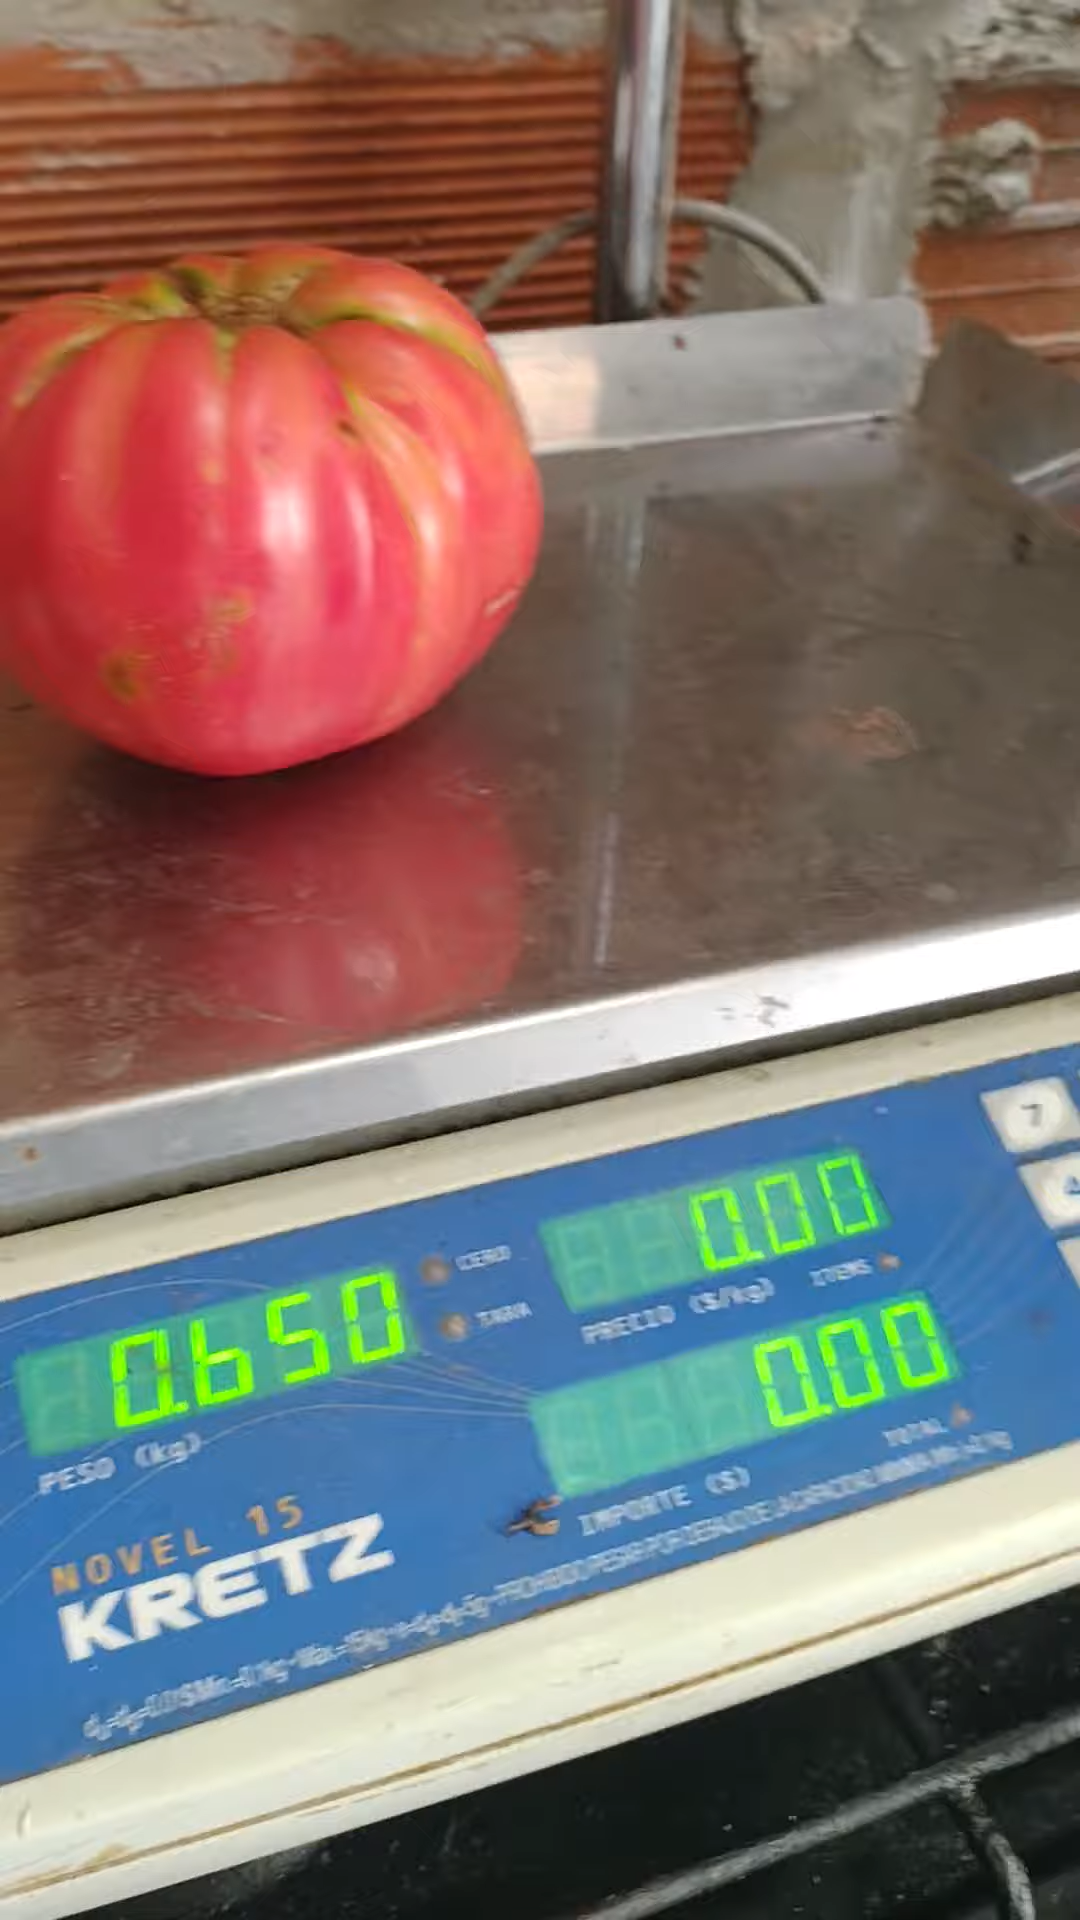 7
4
0.00
CERO
ITEMS
TARA
PRECIO ($/kg)
0.650
0.00
PESO (kg)
TOTAL
IMPORTE ($)
NOVEL 15
KRETZ